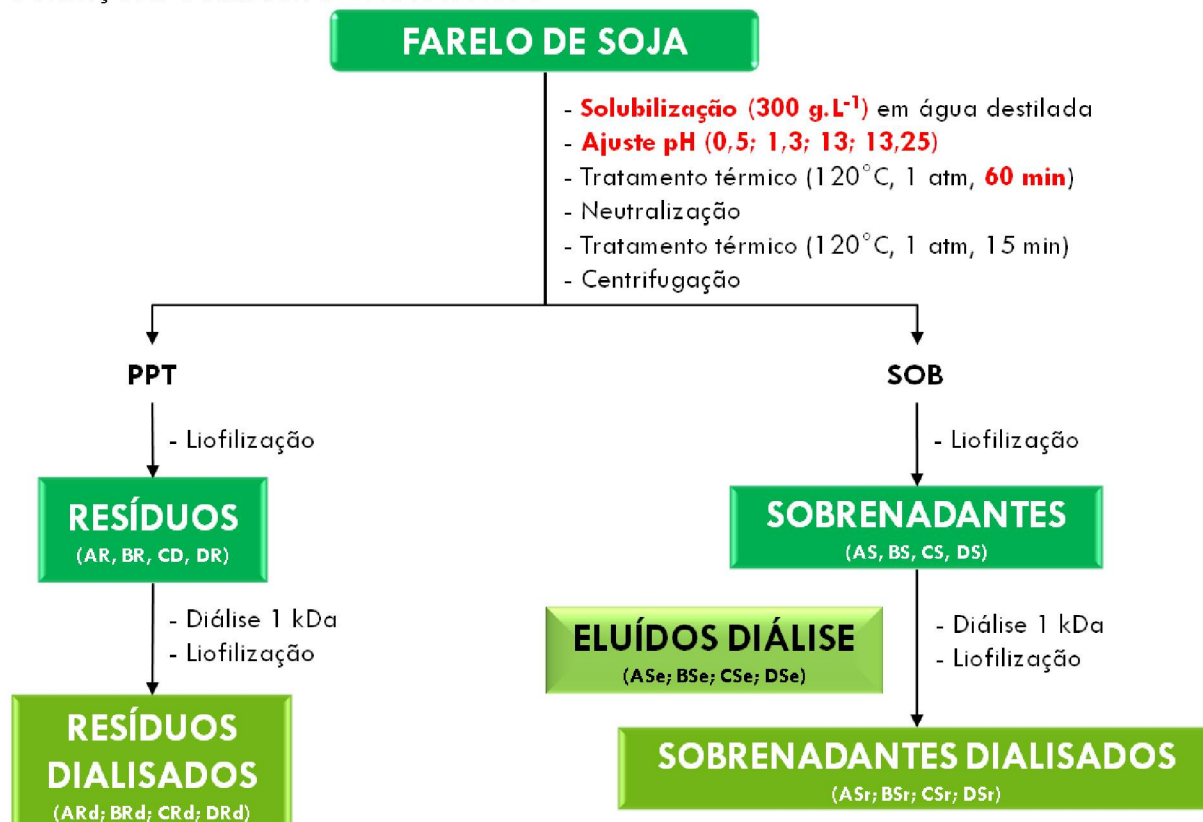 FARELO DE SOJA
- Solubilização (300 g.L-1) em água destilada
- Ajuste pH (0,5; 1,3; 13; 13,25)
- Tratamento térmico (120°C, 1 atm, 60 min)
- Neutralização
- Tratamento térmico (120°C, 1 atm, 15 min)
- Centrifugação
PPT
SOB
- Liofilização
- Liofilização
RESÍDUOS
(AR, BR, CD, DR)
SOBRENADANTES
(AS, BS, CS, DS)
- Diálise 1 kDa
- Liofilização
ELUÍDOS DIÁLISE
(ASe; BSe; CSe; DSe)
- Diálise 1 kDa
- Liofilização
RESÍDUOS
DIALISADOS
(ARd; BRd; CRd; DRd)
SOBRENADANTES DIALISADOS
(ASr; BSr; CSr; DSr)